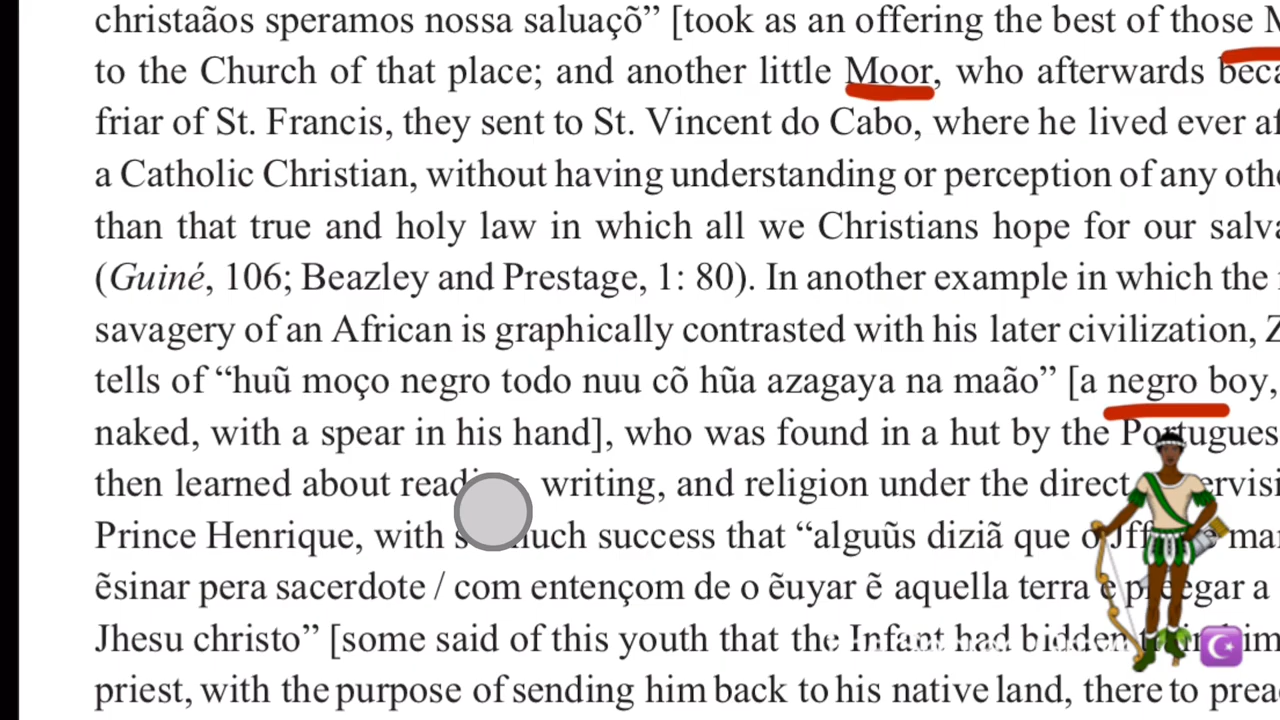 christaãos speramos nossa saluaçõ” [took as an offering the best of those
to the Church of that place; and another little Moor, who afterwards
friar of St. Francis, they sent to St. Vincent do Cabo, where he lived ever
a Catholic Christian, without having understanding or perception of any
than that true and holy law in which all we Christians hope for our
(Guiné, 106; Beazley and Prestage, 1: 80). In another example in which the
savagery of an African is graphically contrasted with his later civilization,
tells of “huũ moço negro todo nuu cõ hũa azagaya na maão” [a negro boy,
naked, with a spear in his hand], who was found in a hut by the
then learned about writing, and religion under the direct
Prince Henrique, with success that “alguũs diziã que
ẽsinar pera sacerdote / com entençom de o ẽuyar ẽ aquella terra e a
Jhesu christo” [some said of this youth that the Infant had bidden
priest, with the purpose of sending him back to his native land, there to